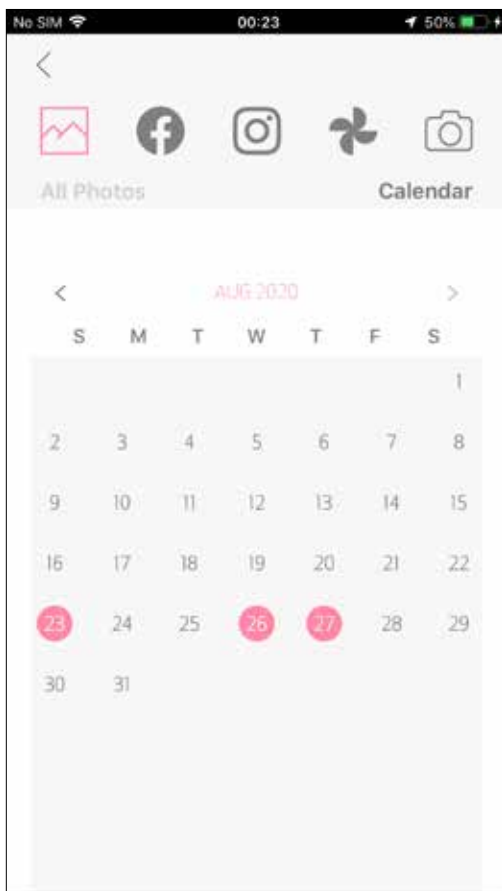 No SIM 00:23 50%
All Photos Calendar
< AUG 2020 >
S M T W T F S
1
2 3 4 5 6 7 8
9 10 11 12 13 14 15
16 17 18 19 20 21 22
23 24 25 26 27 28 29
30 31